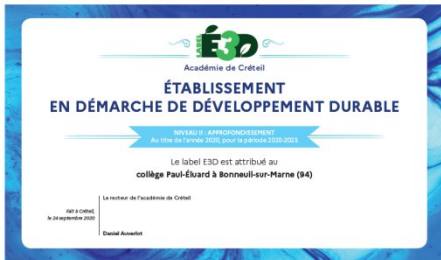 LABEL
É3D
Académie de Créteil
ÉTABLISSEMENT
EN DÉMARCHE DE DÉVELOPPEMENT DURABLE
NIVEAU II : APPROFONDISSEMENT
Au titre de l'année 2020, pour la période 2020-2023
Le label E3D est attribué au
collège Paul-Éluard à Bonneuil-sur-Marne (94)
Le recteur de l'académie de Créteil
Fait à Créteil,
le 24 septembre 2020
Daniel Auverlot